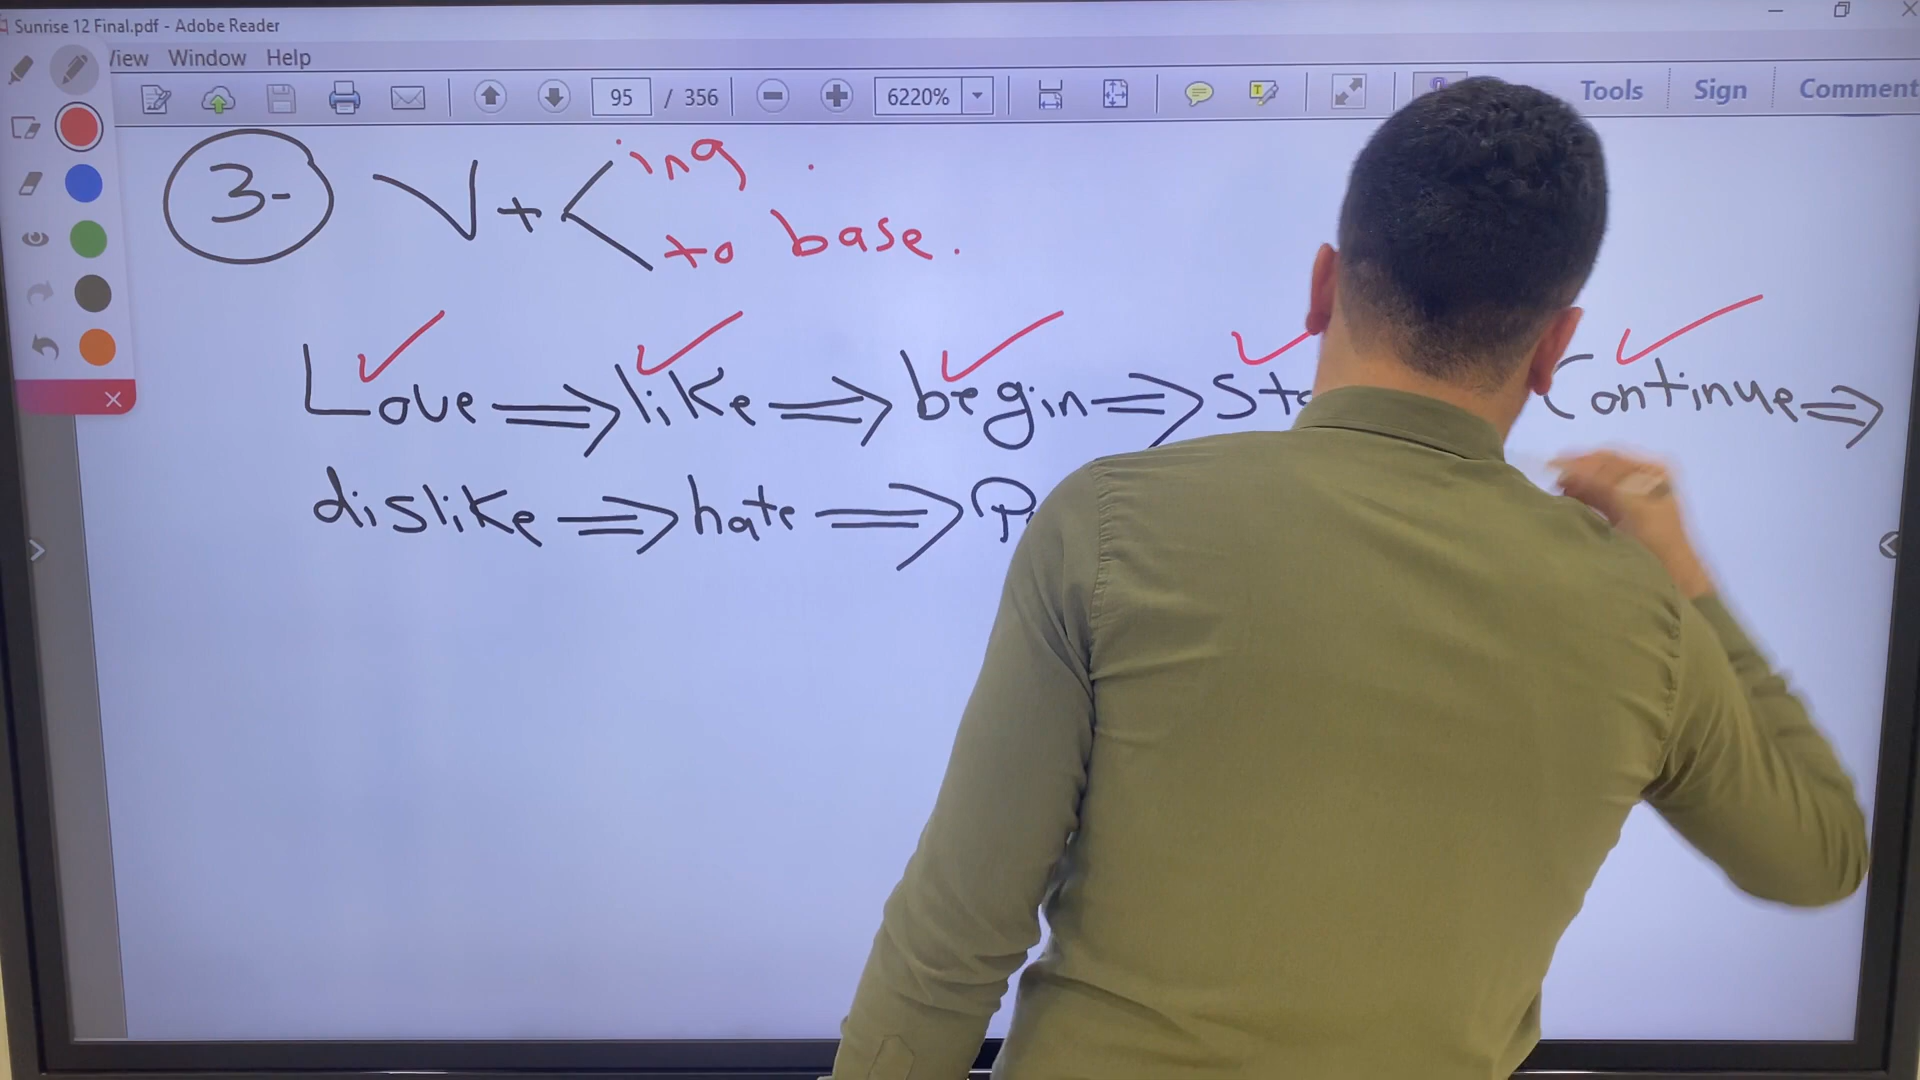 Sunrise 12 Final.pdf - Adobe Reader
View Window Help
95 / 356 6220% Tools Sign Comment
3- V + ing
to base.
Love ⇒ like ⇒ begin ⇒ Continue ⇒
dislike ⇒ hate ⇒